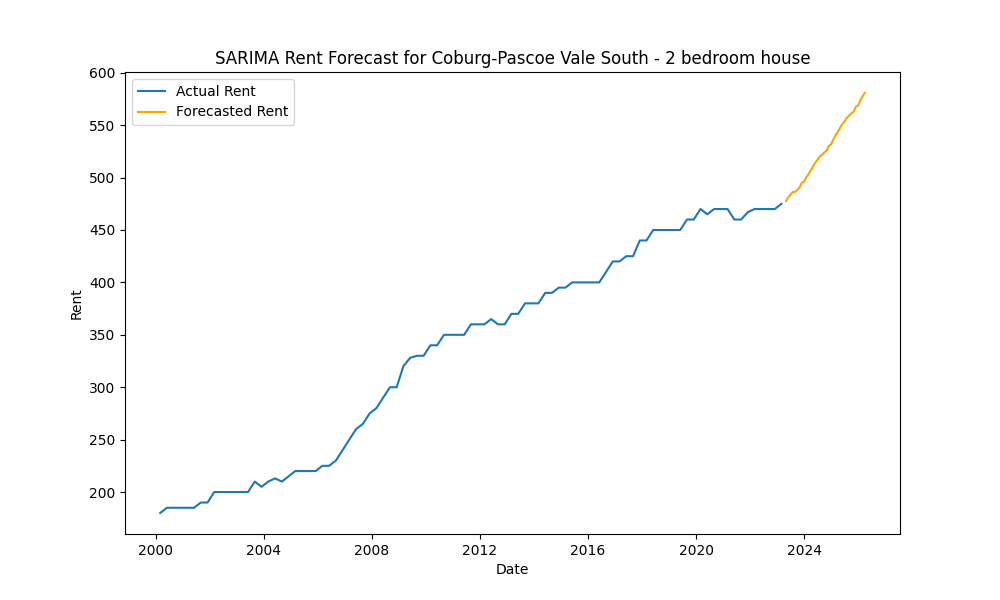 SARIMA Rent Forecast for Coburg-Pascoe Vale South - 2 bedroom house
Actual Rent
Forecasted Rent
600
550
500
450
400
350
300
250
200
Rent
2000 2004 2008 2012 2016 2020 2024
Date